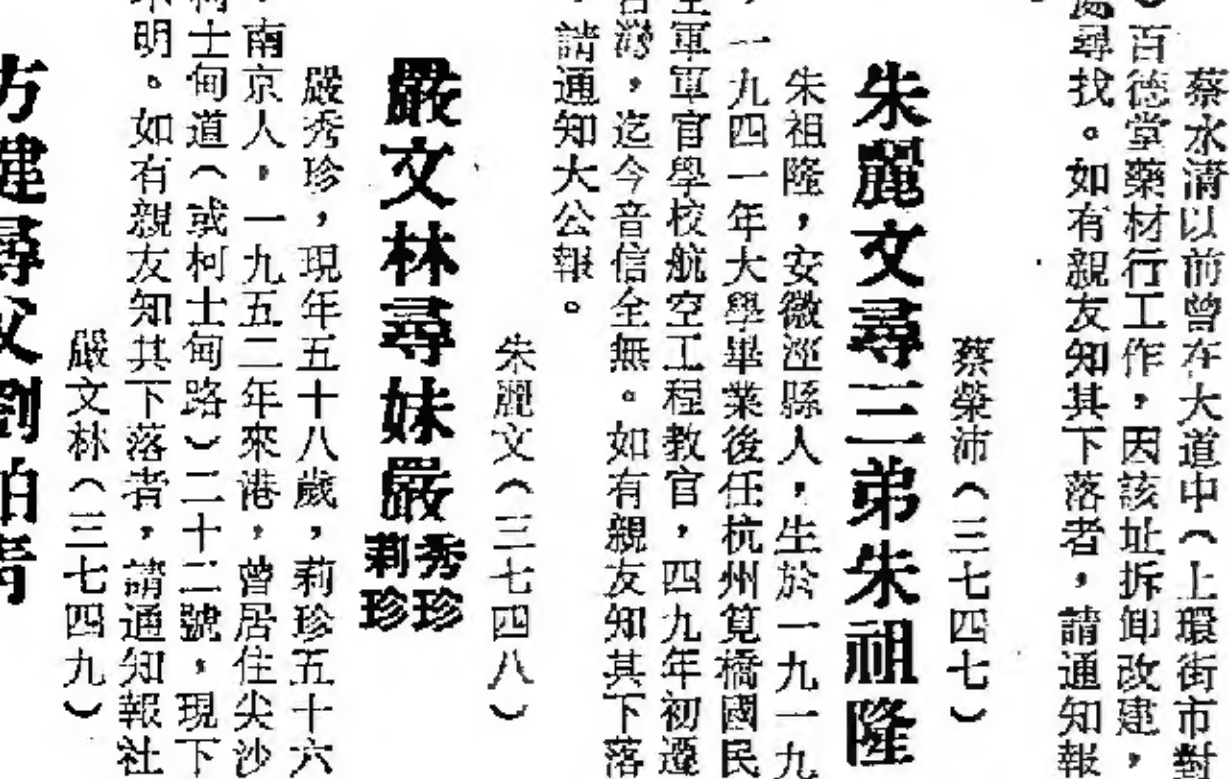 蔡水清以前曾在大道中(上環街市對
)百德堂藥材行工作,因該址拆卸改建,
處尋找。如有親友知其下落者,請通知報
。
蔡榮沛(三七四七)
朱麗文尋三弟朱祖隆
朱祖隆,安徽涇縣人,生於一九一九
,一九四一年大學畢業後任杭州筧橋國民
空軍軍官學校航空工程教官,四九年初遷
台灣,迄今音信全無。如有親友知其下落
,請通知大公報。
朱麗文(三七四八)
嚴文林尋妹嚴秀珍莉珍
嚴秀珍,現年五十八歲,莉珍五十六
,南京人,一九五二年來港,曾居住尖沙
柯士甸道(或柯士甸路)二十二號,現下
明。如有親友知其下落者,請通知報社
嚴文林(三七四九)
方建尋父劉柏青